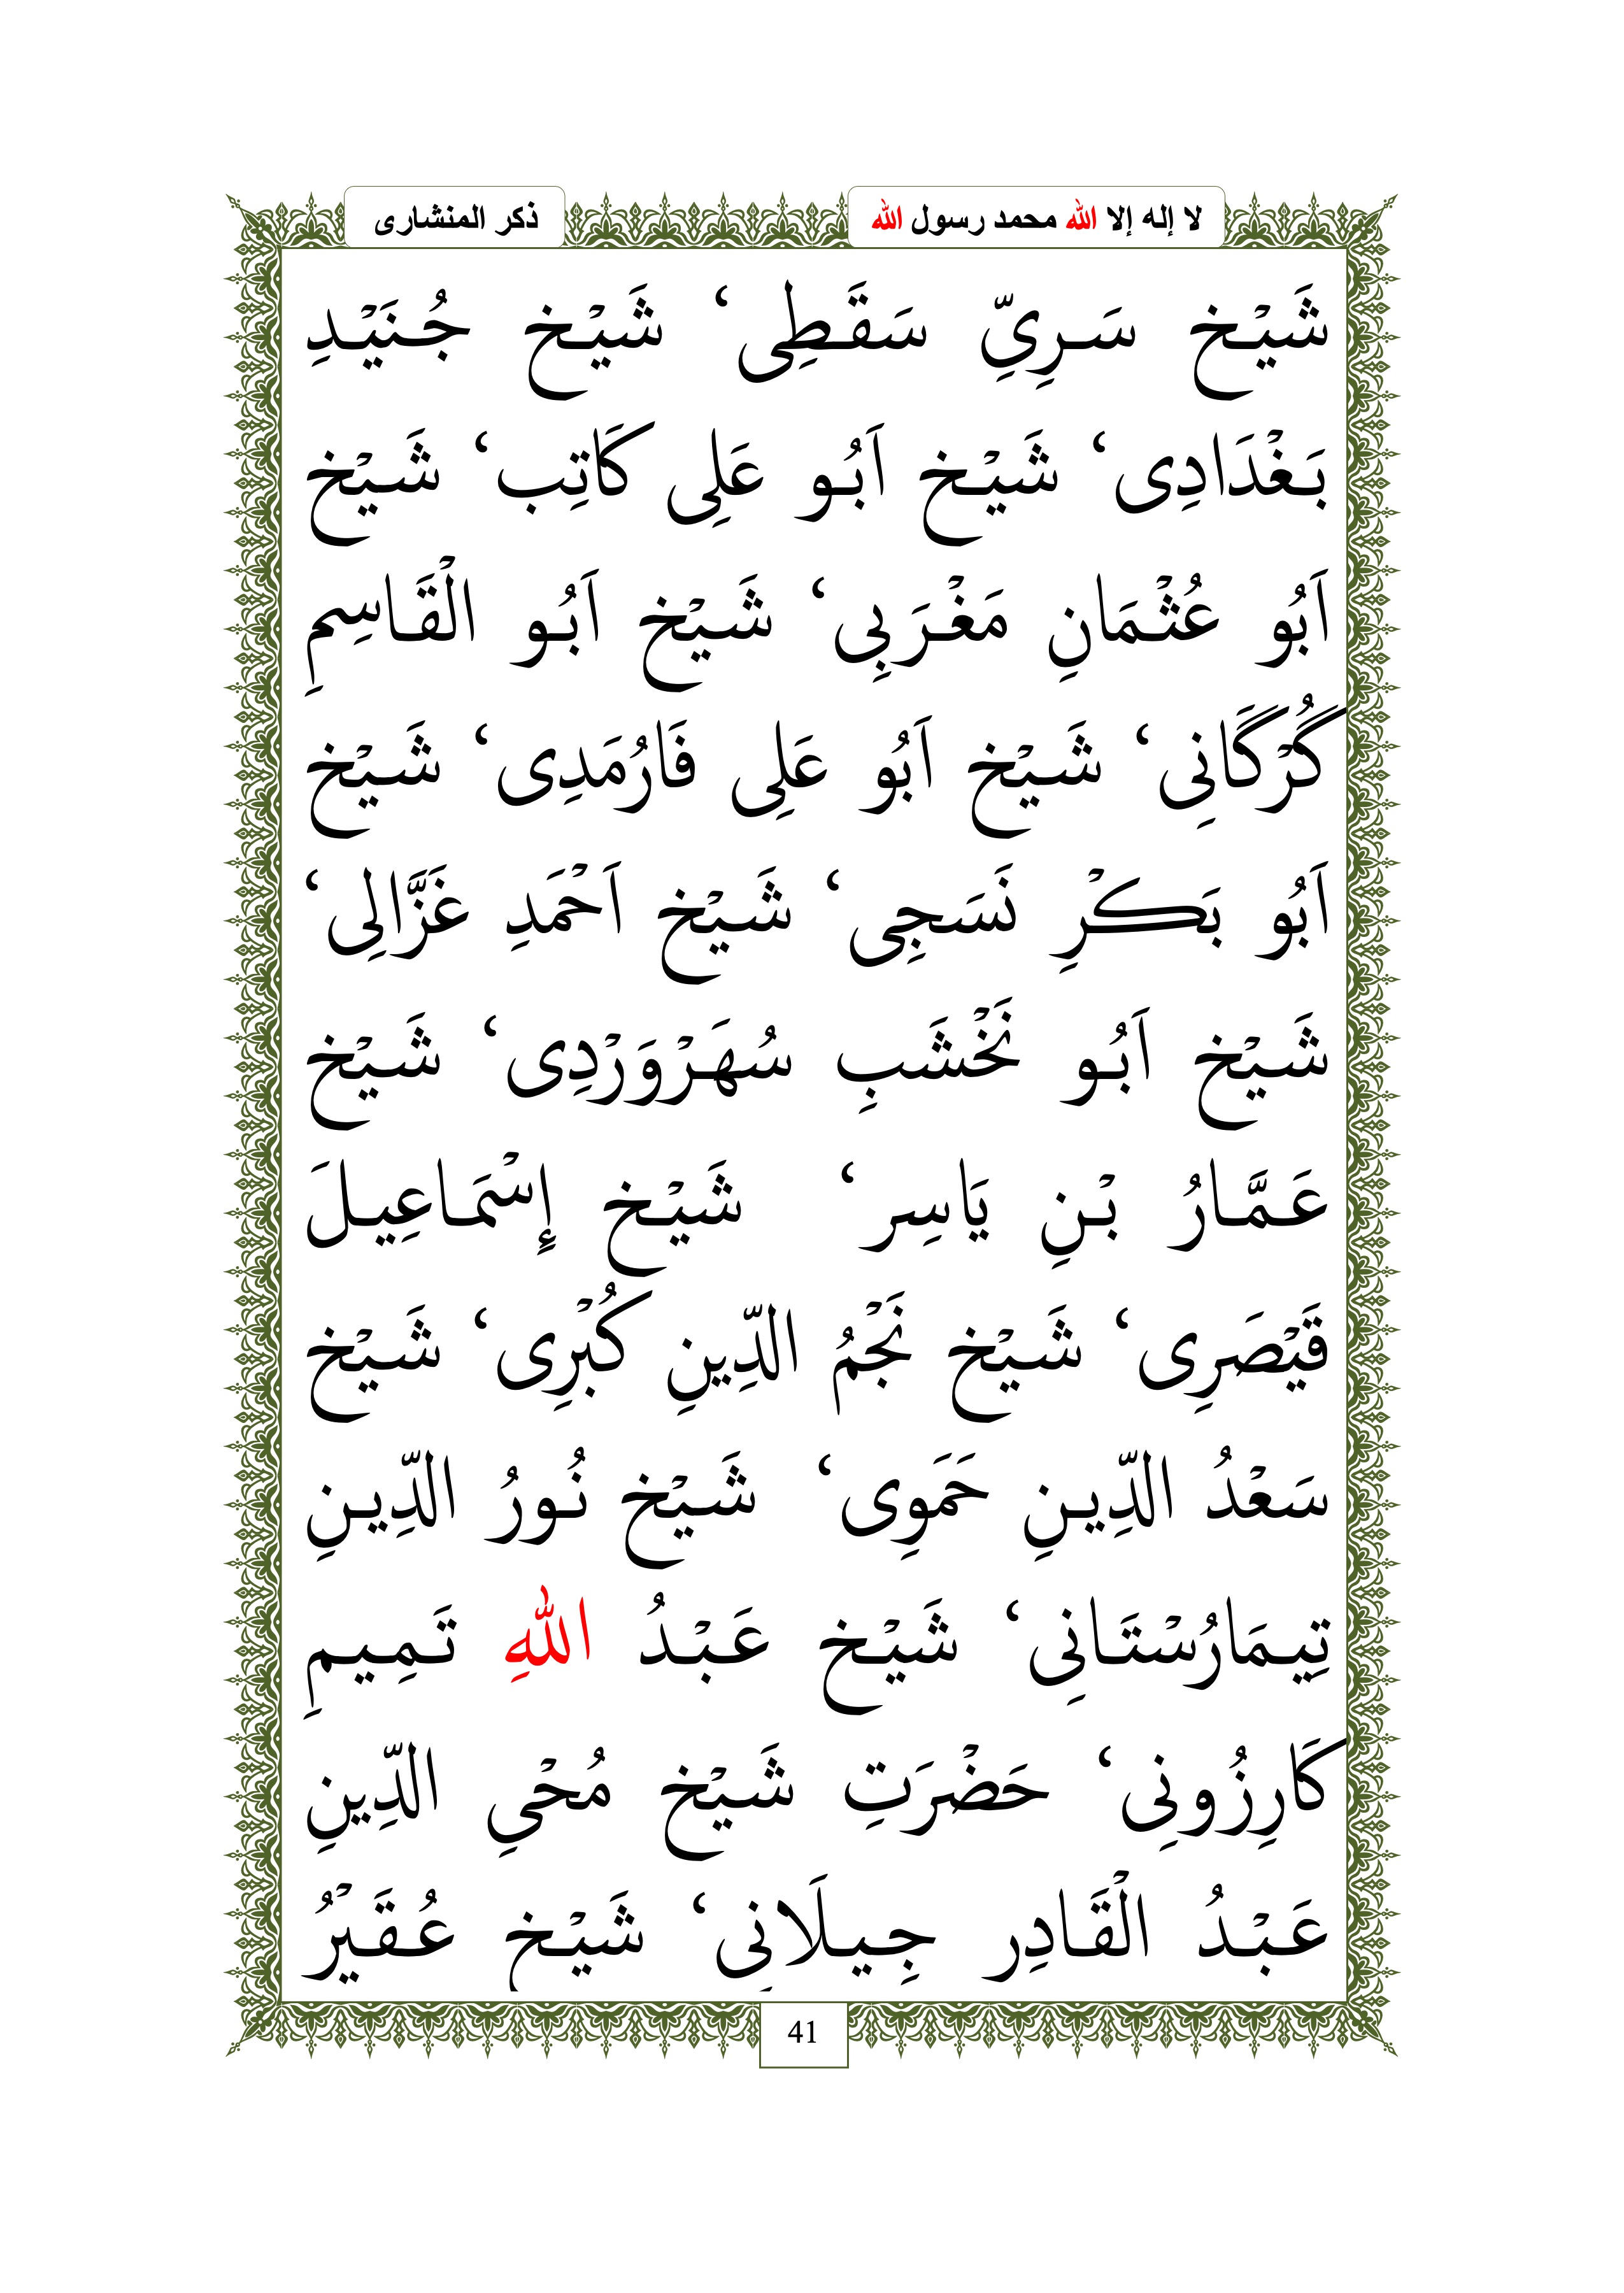 لا إله إلا الله محمد رسول الله
ذكر المنشارى
شَيْخ سَرِيِّ سَقَطِى‘ شَيْخ جُنَيْدِ
بَغْدَادِى‘ شَيْخ اَبُو عَلِى كَاتِب‘ شَيْخ
اَبُو عُثْمَانِ مَغْرَبِى‘ شَيْخ اَبُو الْقَاسِمِ
گُرْگَانِى‘ شَيْخ اَبُو عَلِى فَارُمَدِى‘ شَيْخ
اَبُو بَكْرِ نَسَجِى‘ شَيْخ اَحْمَدِ غَزَّالِى‘
شَيْخ اَبُو نَخْشَبِ سُهَرْوَرْدِى‘ شَيْخ
عَمَّارُ بْنِ يَاسِر‘ شَيْخ إِسْمَاعِيلَ
قَيْصَرِى‘ شَيْخ نَجْمُ الدِّينِ كُبْرِى‘ شَيْخ
سَعْدُ الدِّينِ حَمَوِى‘ شَيْخ نُورُ الدِّينِ
تِيمَارُسْتَانِى‘ شَيْخ عَبْدُ اللهِ تَمِيمِ
كَارِزُونِى‘ حَضْرَتِ شَيْخ مُحْيِ الدِّينِ
عَبْدُ الْقَادِر جِيلَانِى‘ شَيْخ عُقَيْرُ
41